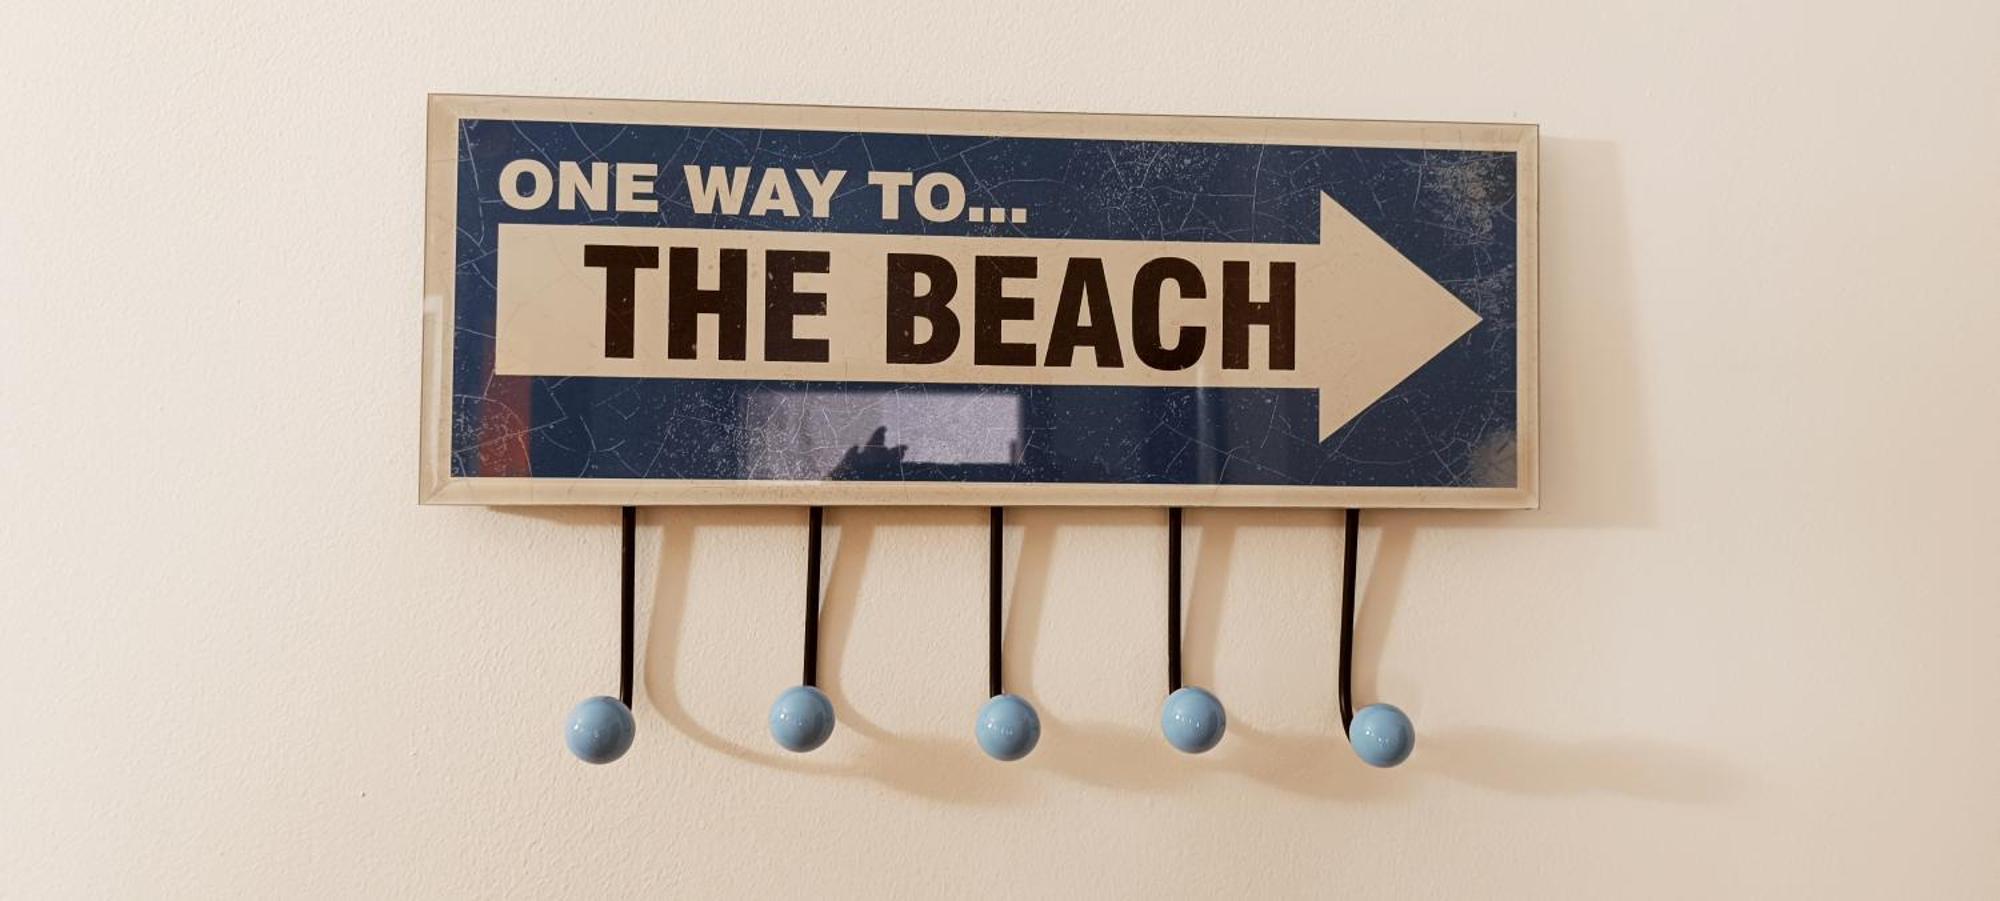 ONE WAY TO...
THE BEACH